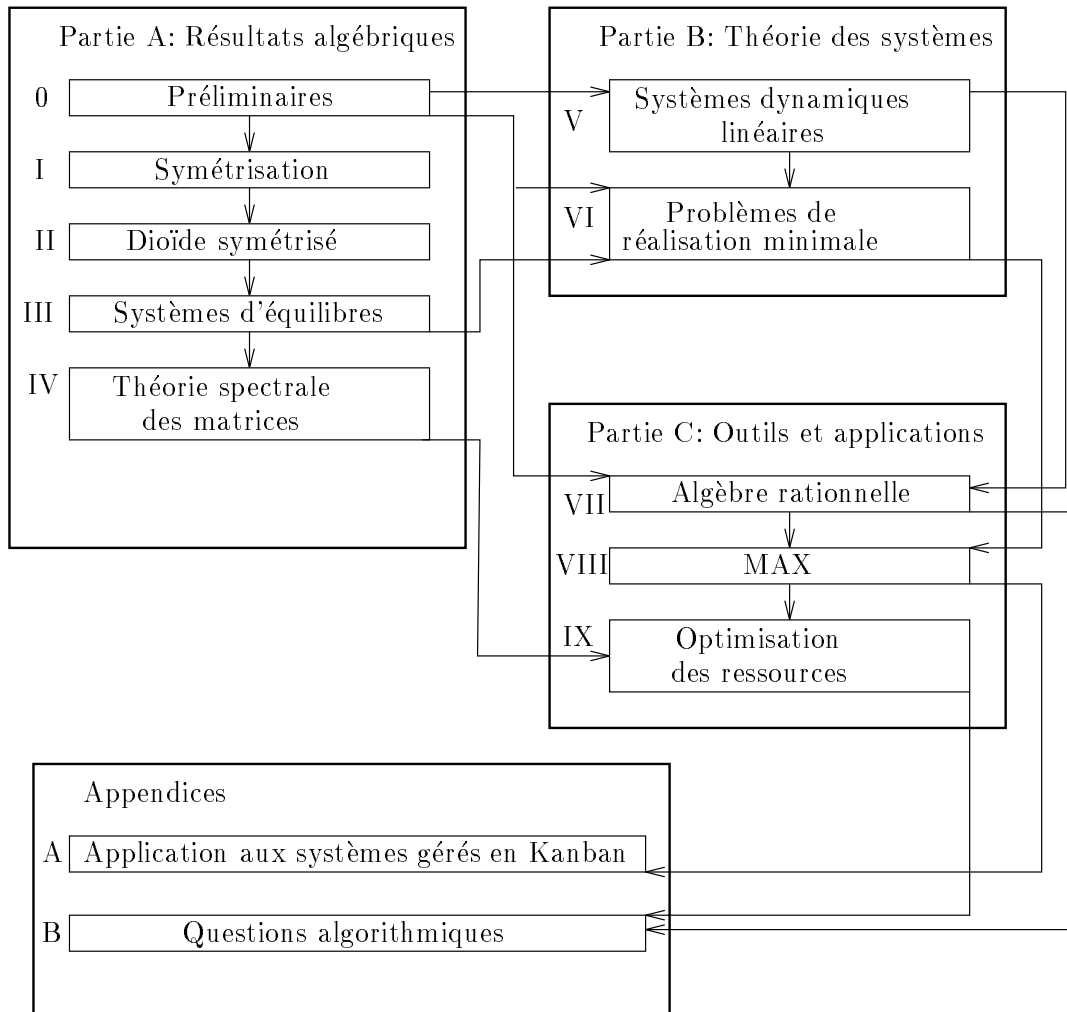 Partie A: Résultats algébriques
0 Préliminaires
I Symétrisation
II Dioïde symétrisé
III Systèmes d'équilibres
IV Théorie spectrale
des matrices
Partie B: Théorie des systèmes
V Systèmes dynamiques
linéaires
VI Problèmes de
réalisation minimale
Partie C: Outils et applications
VII Algèbre rationnelle
VIII MAX
IX Optimisation
des ressources
Appendices
A Application aux systèmes gérés en Kanban
B Questions algorithmiques